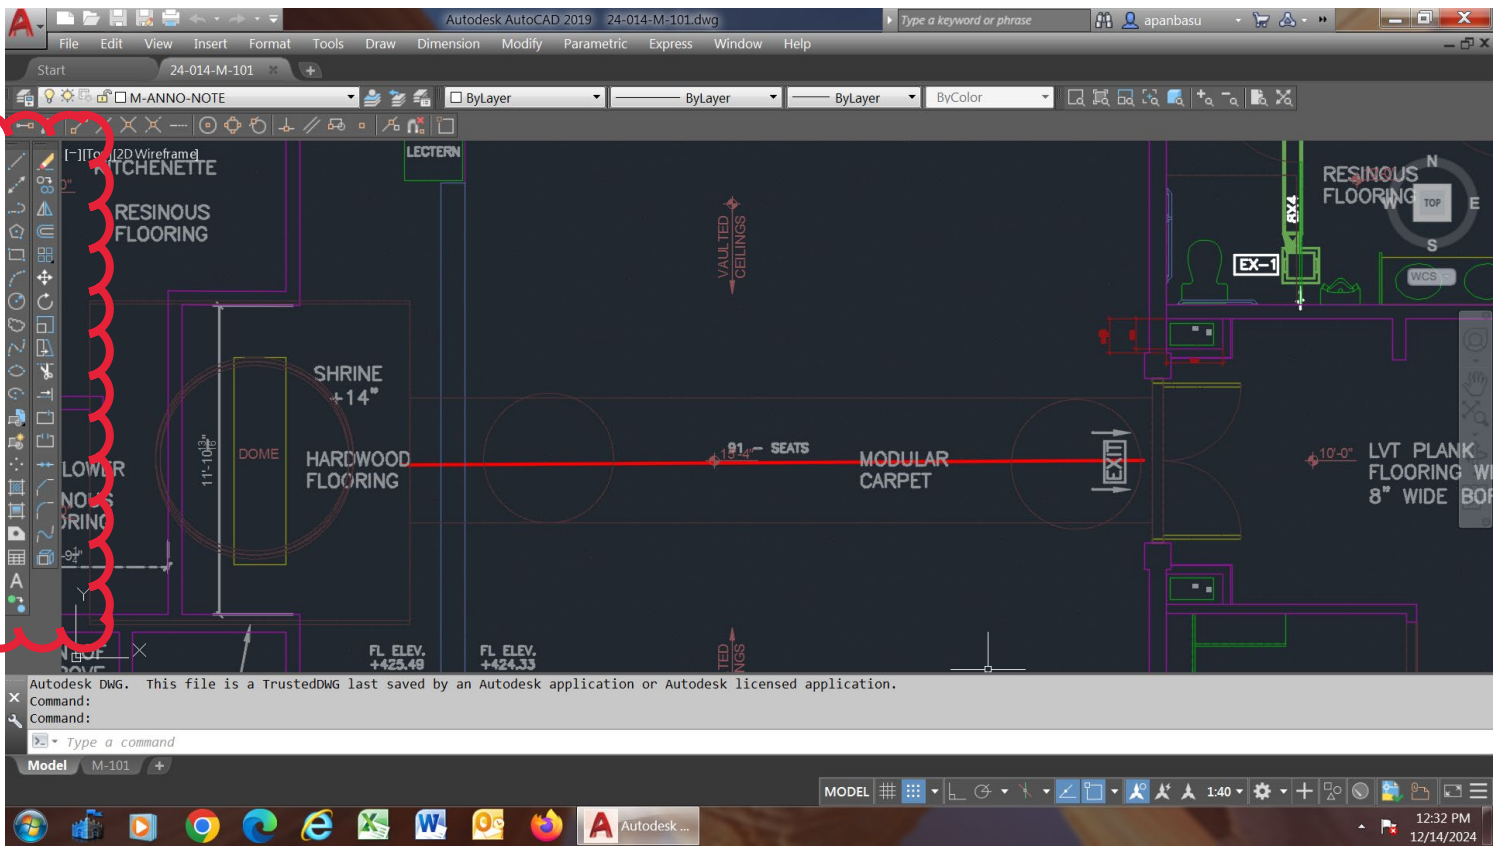 Autodesk AutoCAD 2019 24-014-M-101.dwg
Type a keyword or phrase
apanbasu
File Edit View Insert Format Tools Draw Dimension Modify Parametric Express Window Help
Start
24-014-M-101
M-ANNO-NOTE
ByLayer
ByLayer
ByLayer
ByColor
[−][Top][2D Wireframe]
KITCHENETTE
LECTERN
RESINOUS
FLOORING
VAULTED
CEILINGS
RESINOUS
FLOORING
N
W
TOP
E
S
WCS
EX-1
SHRINE
+14"
DOME
HARDWOOD
FLOORING
91 - SEATS
MODULAR
CARPET
EXIT
10'-0"
LVT PLANK
FLOORING WI
8" WIDE BOR
LOWER
Y
X
FL ELEV.
+425.49
FL ELEV.
+424.33
Autodesk DWG. This file is a TrustedDWG last saved by an Autodesk application or Autodesk licensed application.
Command:
Command:
Type a command
Model
M-101
MODEL
1:40
Autodesk ...
12:32 PM
12/14/2024